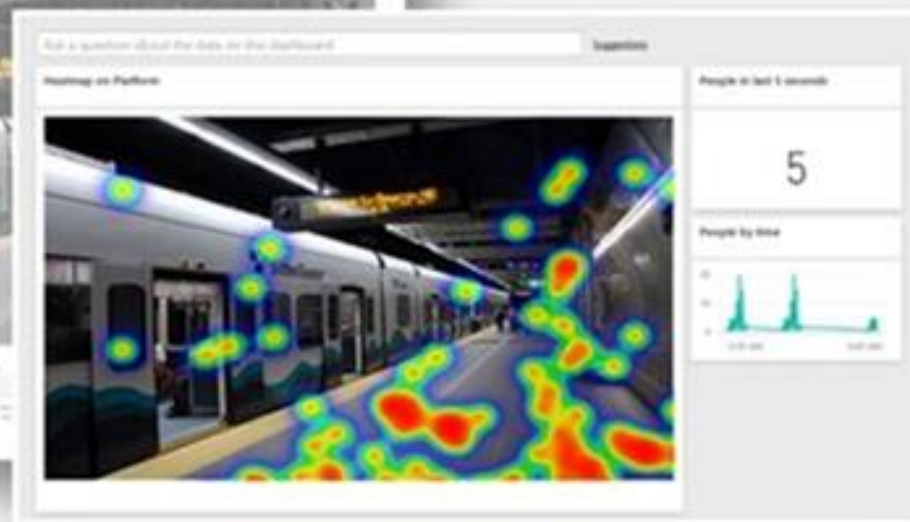 Ask a question about the data on this dashboard
Suggestions
Heatmap on Platform
People in last 5 seconds
5
People by time